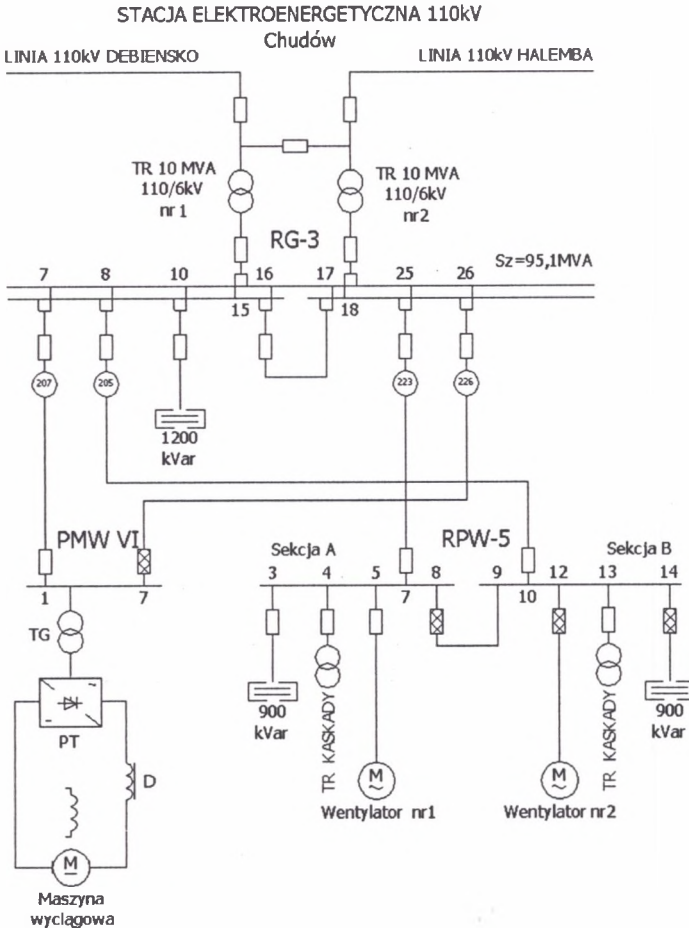 STACJA ELEKTROENERGETYCZNA 110kV
Chudów
LINIA 110kV DEBIENSKO
LINIA 110kV HALEMBA
TR 10 MVA
110/6kV
nr 1
TR 10 MVA
110/6kV
nr2
RG-3
Sz=95,1MVA
7
8
10
16
17
25
26
15
18
207
205
223
226
1200
kVar
PMW VI
RPW-5
Sekcja A
Sekcja B
3
4
5
8
9
12
13
14
1
7
7
10
TG
PT
D
900
kVar
TR KASKADY
M
~
M
~
TR KASKADY
900
kVar
Wentylator nr1
Wentylator nr2
M
Maszyna
wyciągowa